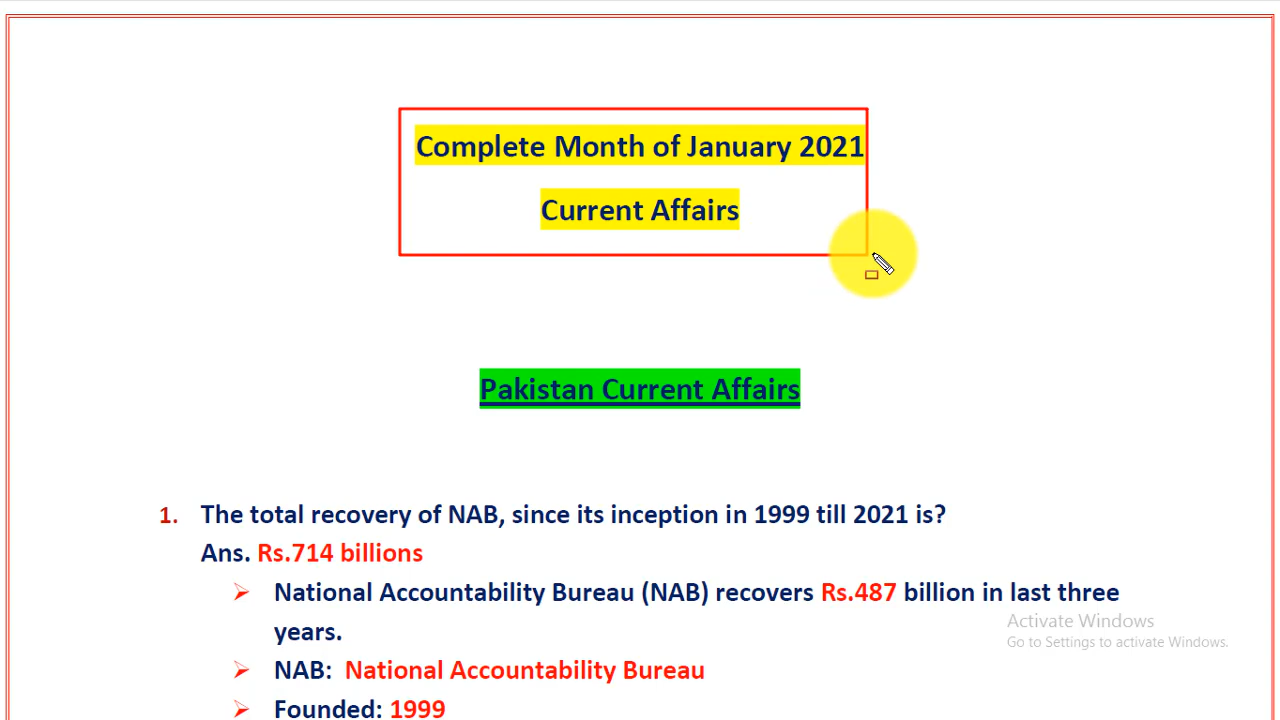 Complete Month of January 2021
Current Affairs
Pakistan Current Affairs
1. The total recovery of NAB, since its inception in 1999 till 2021 is?
Ans. Rs.714 billions
➢ National Accountability Bureau (NAB) recovers Rs.487 billion in last three
years.
➢ NAB: National Accountability Bureau
➢ Founded: 1999
Activate Windows
Go to Settings to activate Windows.